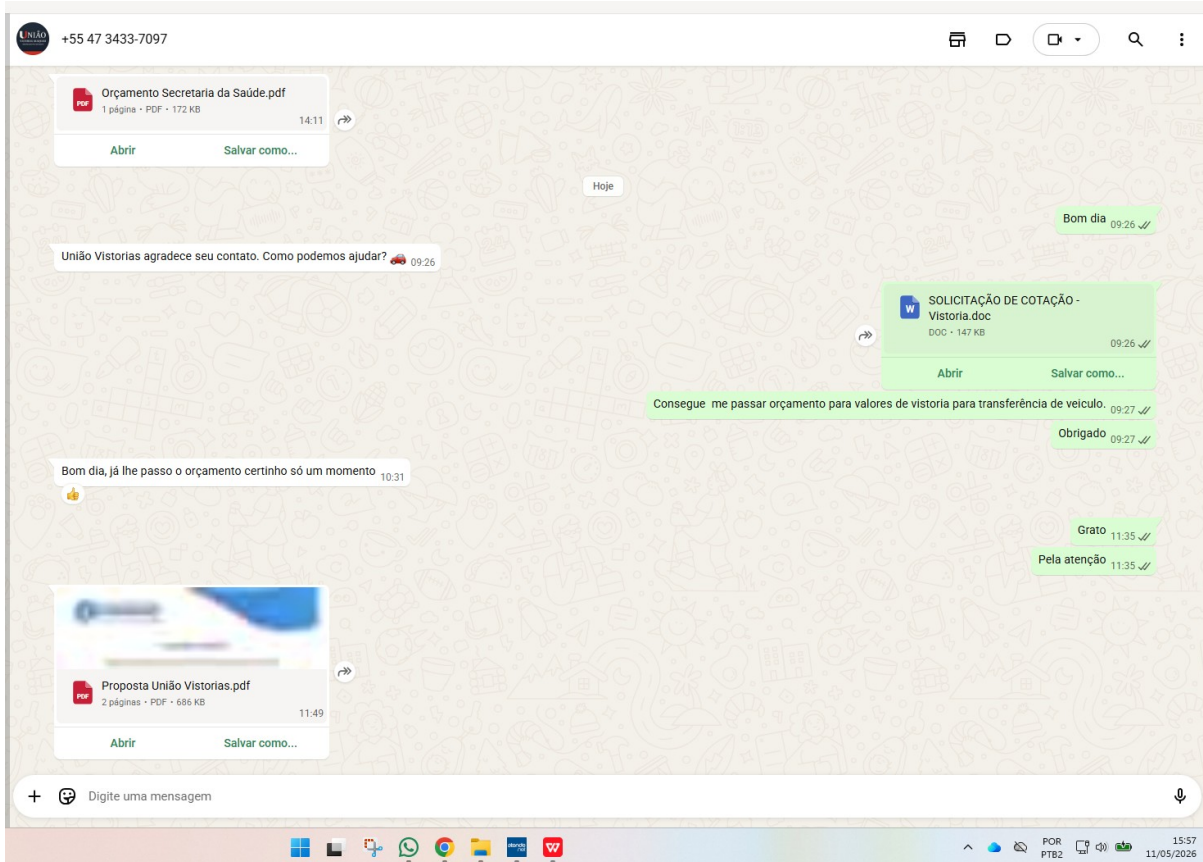 UNIÃO
+55 47 3433-7097
Orçamento Secretaria da Saúde.pdf
PDF
1 página • PDF • 172 KB
14:11
Abrir
Salvar como...
Hoje
Bom dia 09:26
União Vistorias agradece seu contato. Como podemos ajudar? 🚗 09:26
SOLICITAÇÃO DE COTAÇÃO -
W
Vistoria.doc
DOC • 147 KB
09:26
Abrir
Salvar como...
Consegue  me passar orçamento para valores de vistoria para transferência de veiculo. 09:27
Obrigado 09:27
Bom dia, já lhe passo o orçamento certinho só um momento 10:31
👍
Grato 11:35
Pela atenção 11:35
Proposta União Vistorias.pdf
PDF
2 páginas • PDF • 686 KB
11:49
Abrir
Salvar como...
Digite uma mensagem
POR
PTB2
15:57
11/05/2026